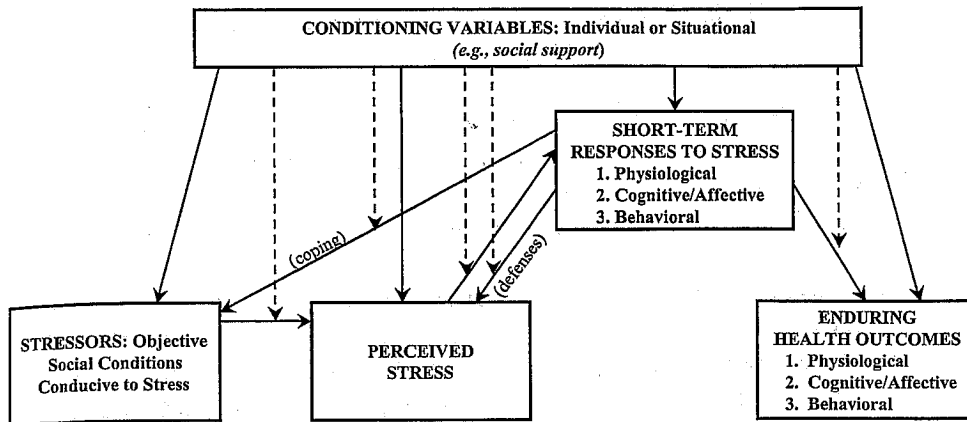 CONDITIONING VARIABLES: Individual or Situational
(e.g., social support)
SHORT-TERM
RESPONSES TO STRESS
1. Physiological
2. Cognitive/Affective
3. Behavioral
(coping)
(defenses)
STRESSORS: Objective
Social Conditions
Conducive to Stress
PERCEIVED
STRESS
ENDURING
HEALTH OUTCOMES
1. Physiological
2. Cognitive/Affective
3. Behavioral